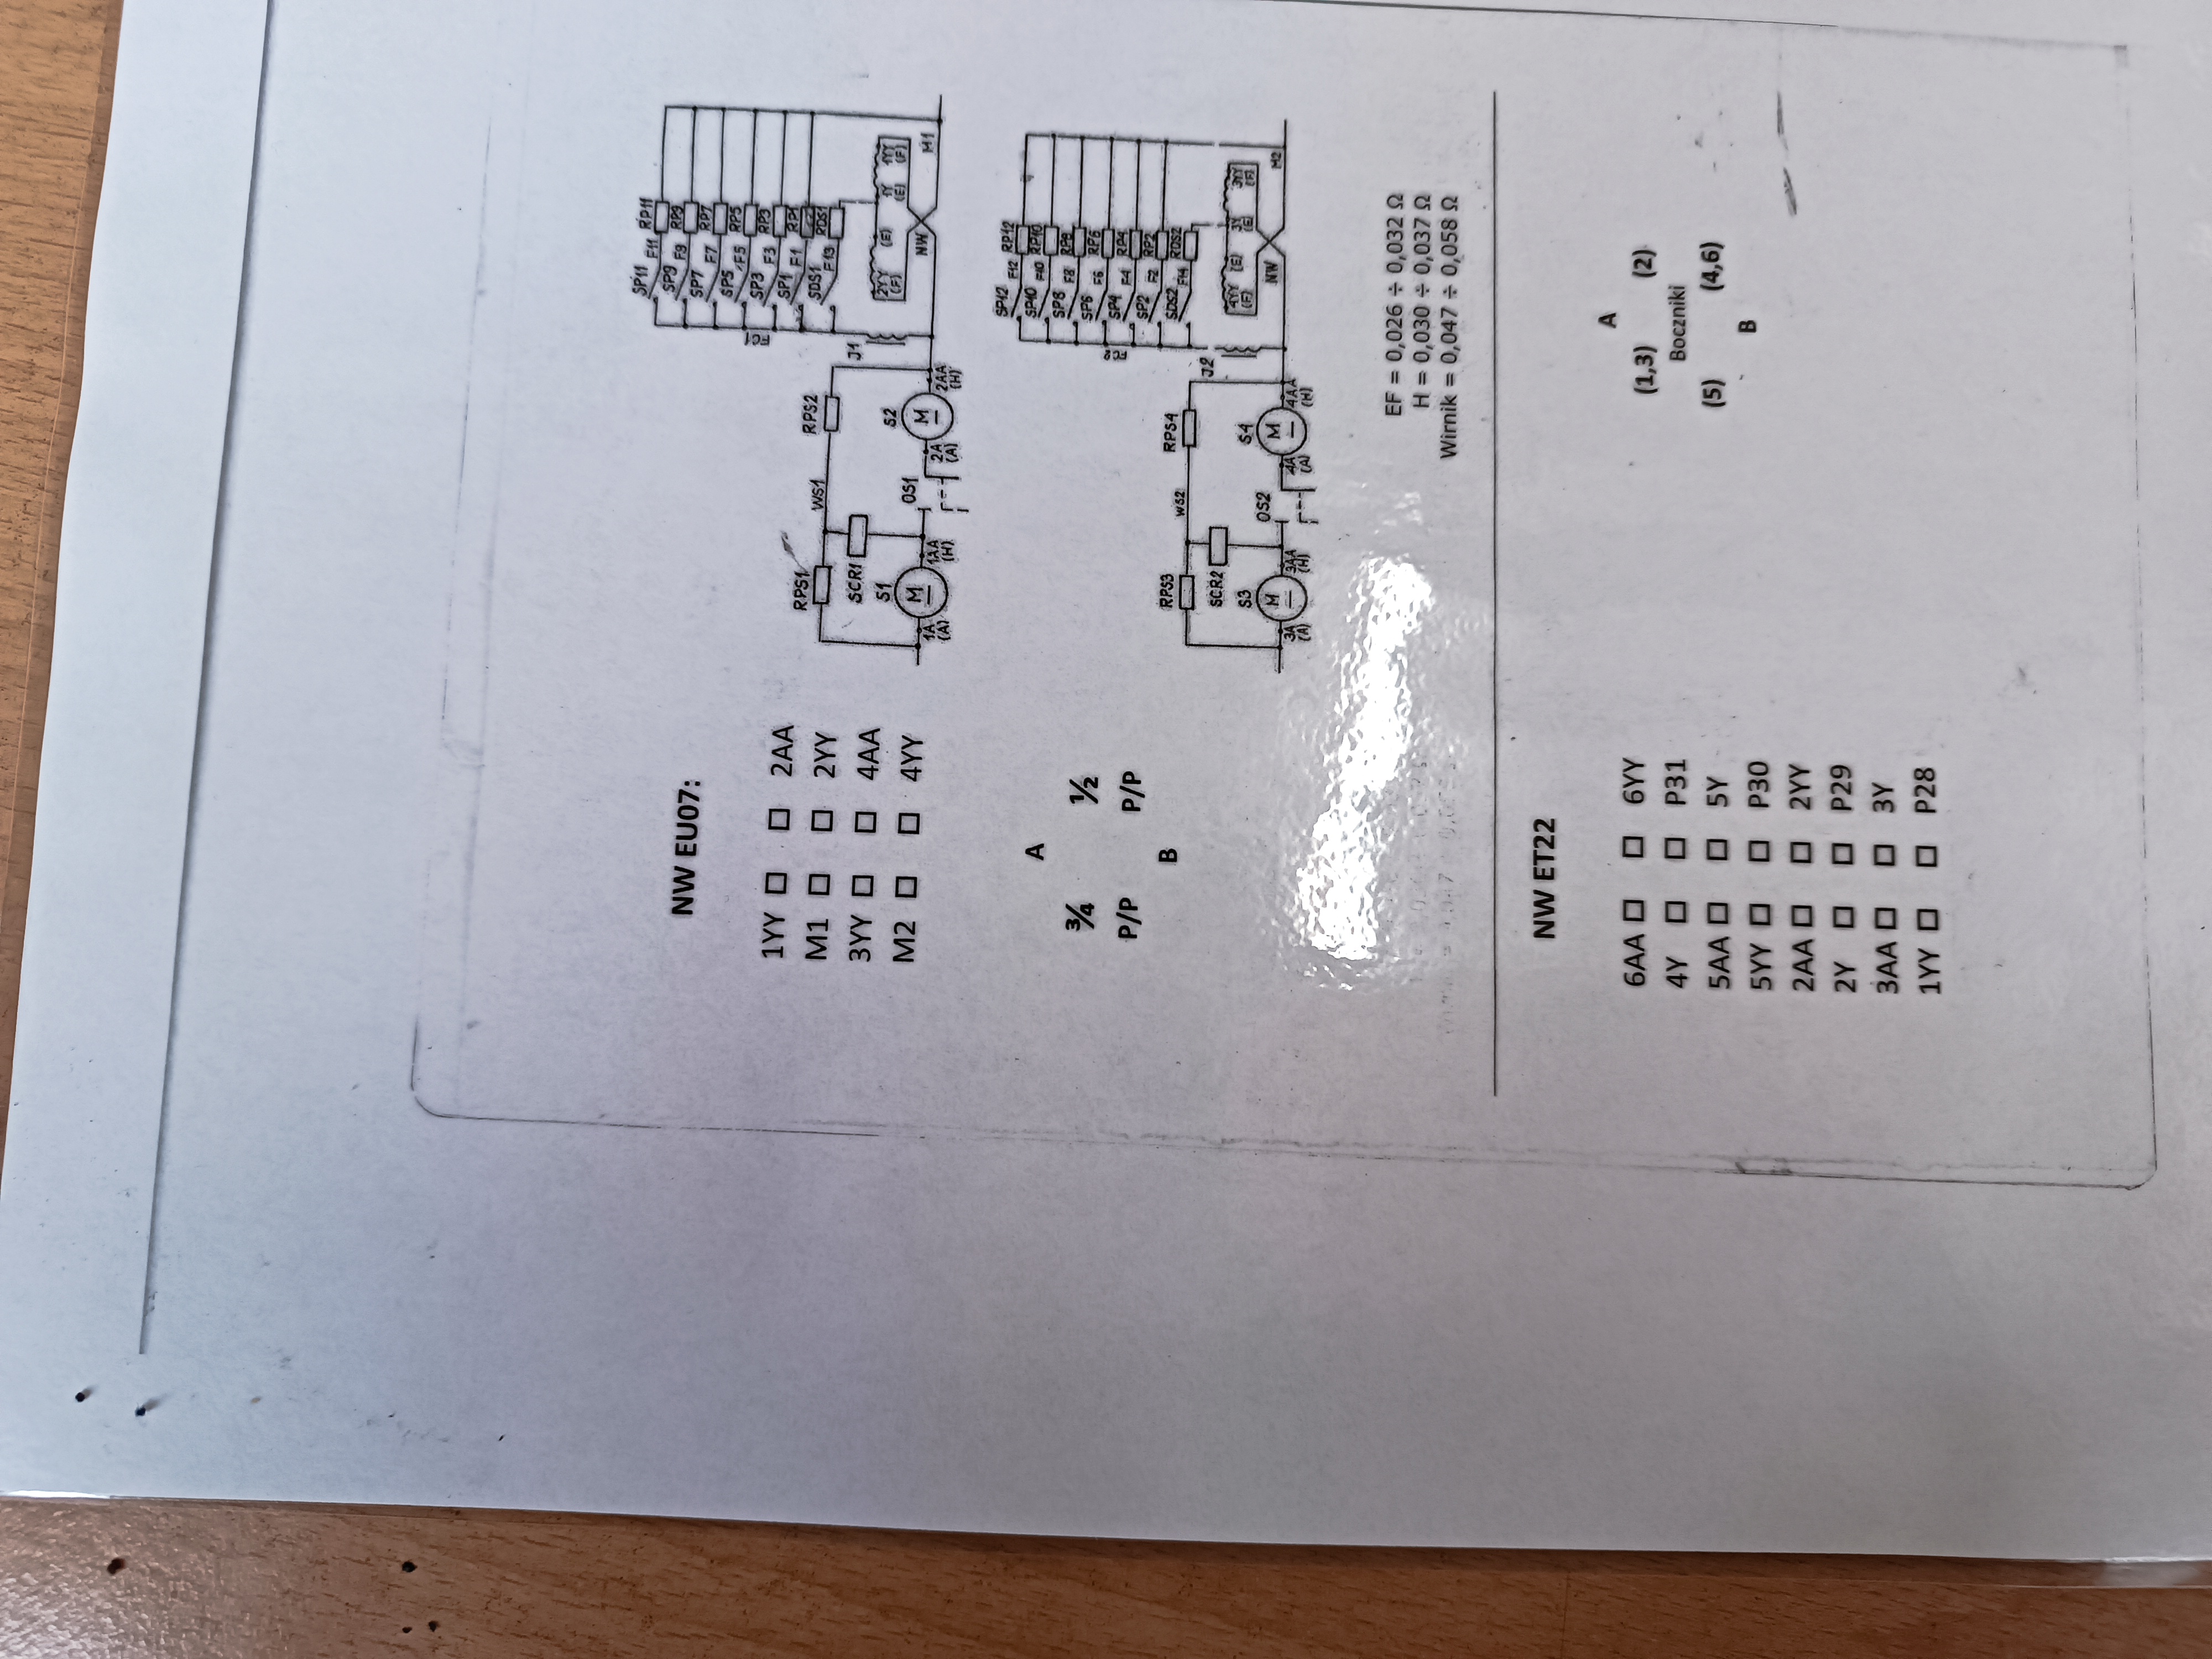 NW EU07:
1YY □ □ 2AA
M1 □ □ 2YY
3YY □ □ 4AA
M2 □ □ 4YY
A
¾ ½
P/P P/P
B
SP11 F11 RP11
SP9 F9 RP9
SP7 F7 RP7
SP5 F5 RP5
SP3 F3 RP3
SP1 F1 RP1
SDS1 F13 RDS1
RPS1 WS1 RPS2 J1
SCR1
S1 OS1 S2
M M
1A (A) 1AA (H) 2A (A) 2AA (H)
2YY (F) (E) 1Y (E) 1YY (F)
NW M1
SP12 F12 RP12
SP10 F10 RP10
SP8 F8 RP8
SP6 F6 RP6
SP4 F4 RP4
SP2 F2 RP2
SDS2 F14 RDS2
RPS3 WS2 RPS4 J2
SCR2
S3 OS2 S4
M M
3A (A) 3AA (H) 4A (A) 4AA (H)
4YY (F) (E) 3Y (E) 3YY (F)
NW M2
EF = 0,026 ÷ 0,032 Ω
H = 0,030 ÷ 0,037 Ω
Wirnik = 0,047 ÷ 0,058 Ω
NW ET22
6AA □ □ 6YY
4Y □ □ P31
5AA □ □ 5Y
5YY □ □ P30
2AA □ □ 2YY
2Y □ □ P29
3AA □ □ 3Y
1YY □ □ P28
A
(1,3) (2)
Boczniki
(5) (4,6)
B